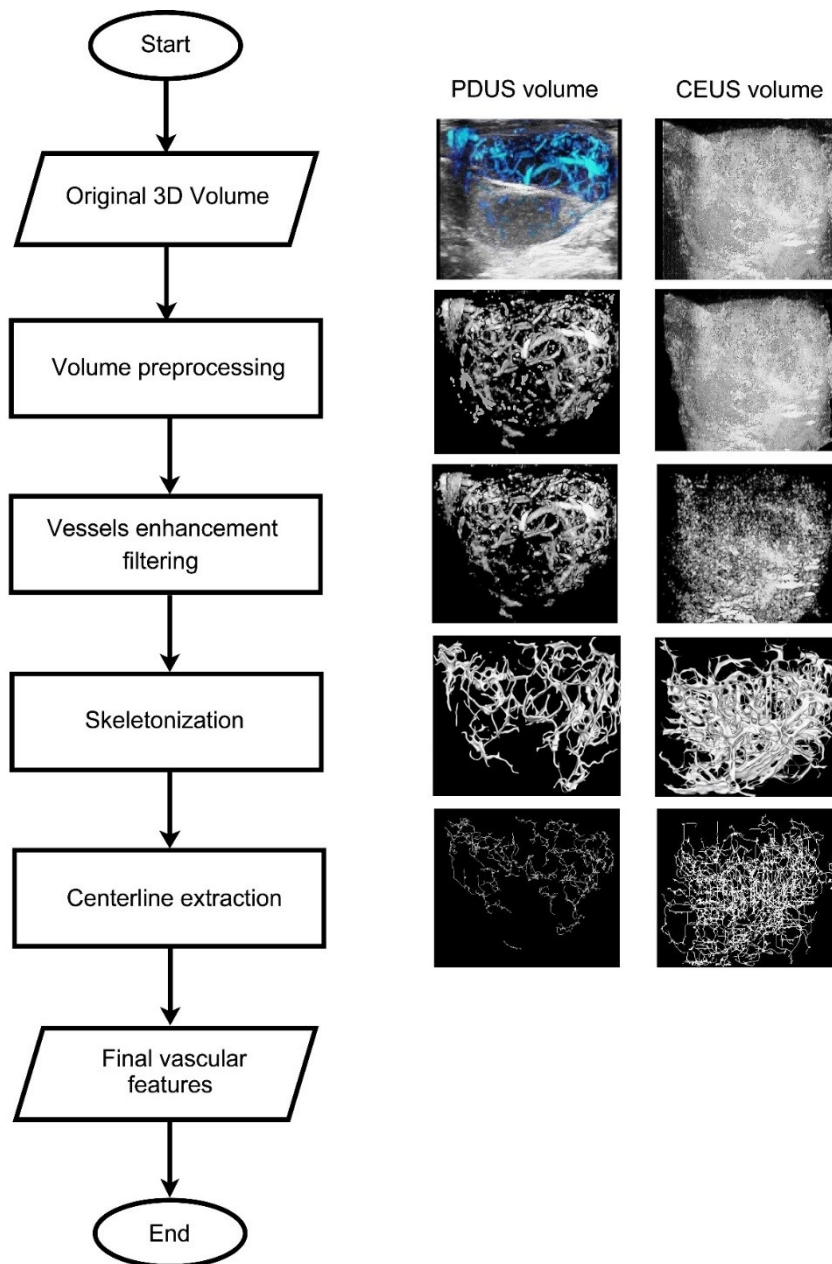 Start
PDUS volume
CEUS volume
Original 3D Volume
Volume preprocessing
Vessels enhancement
filtering
Skeletonization
Centerline extraction
Final vascular
features
End